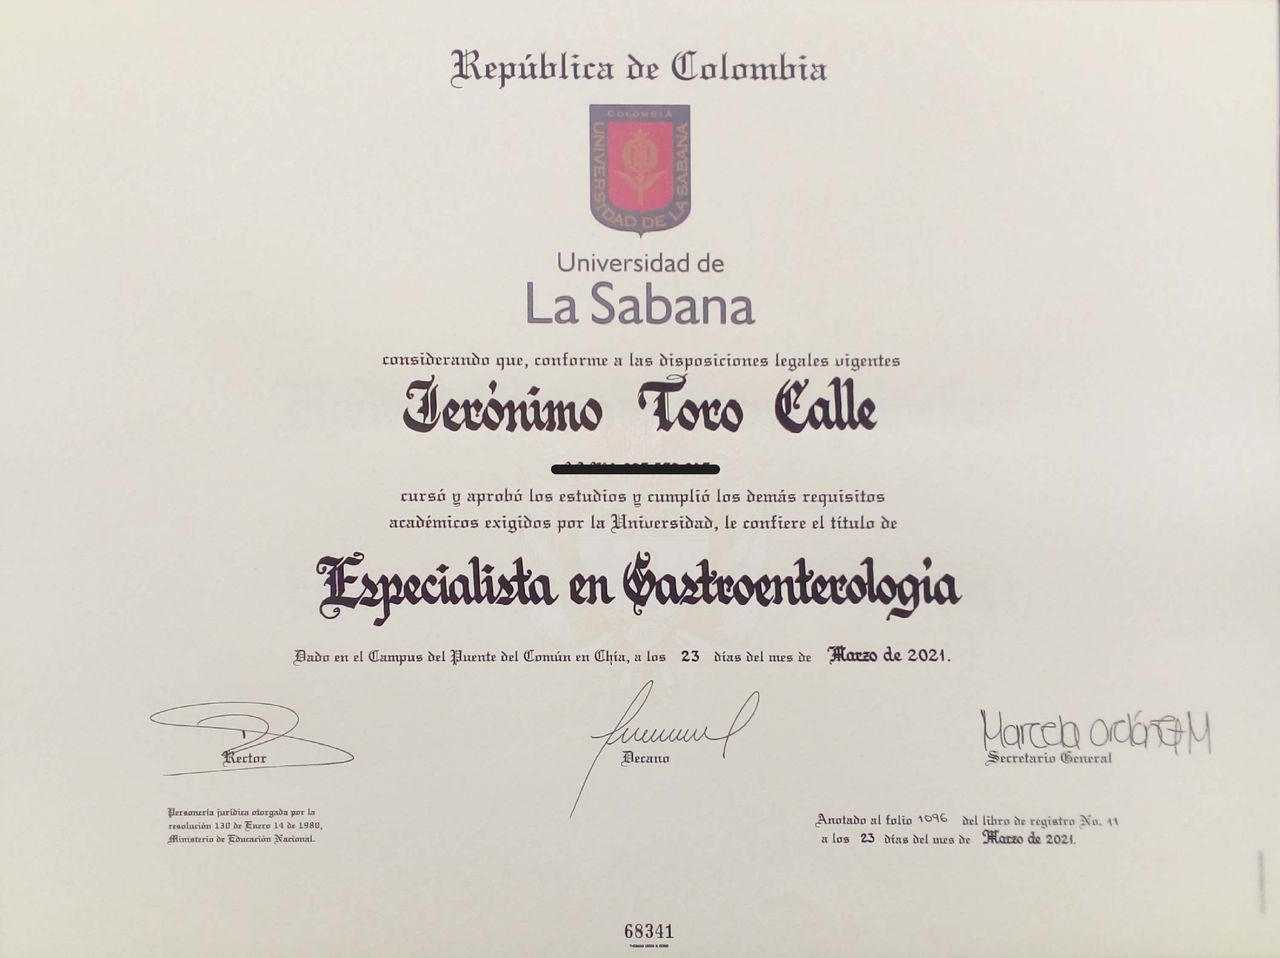 República de Colombia
COLOMBIA
UNIVERSIDAD DE LA SABANA
Universidad de
La Sabana
considerando que, conforme a las disposiciones legales vigentes
Jerónimo Toro Calle
cursó y aprobó los estudios y cumplió los demás requisitos
académicos exigidos por la Universidad, le confiere el título de
Especialista en Gastroenterología
Dado en el Campus del Puente del Común en Chía, a los 23 días del mes de Marzo de 2021.
Marcela Ordóñez M
Rector
Decano
Secretario General
Personería jurídica otorgada por la
resolución 130 de Enero 14 de 1980,
Ministerio de Educación Nacional.
Anotado al folio 1096 del libro de registro No. 11
a los 23 días del mes de Marzo de 2021.
68341